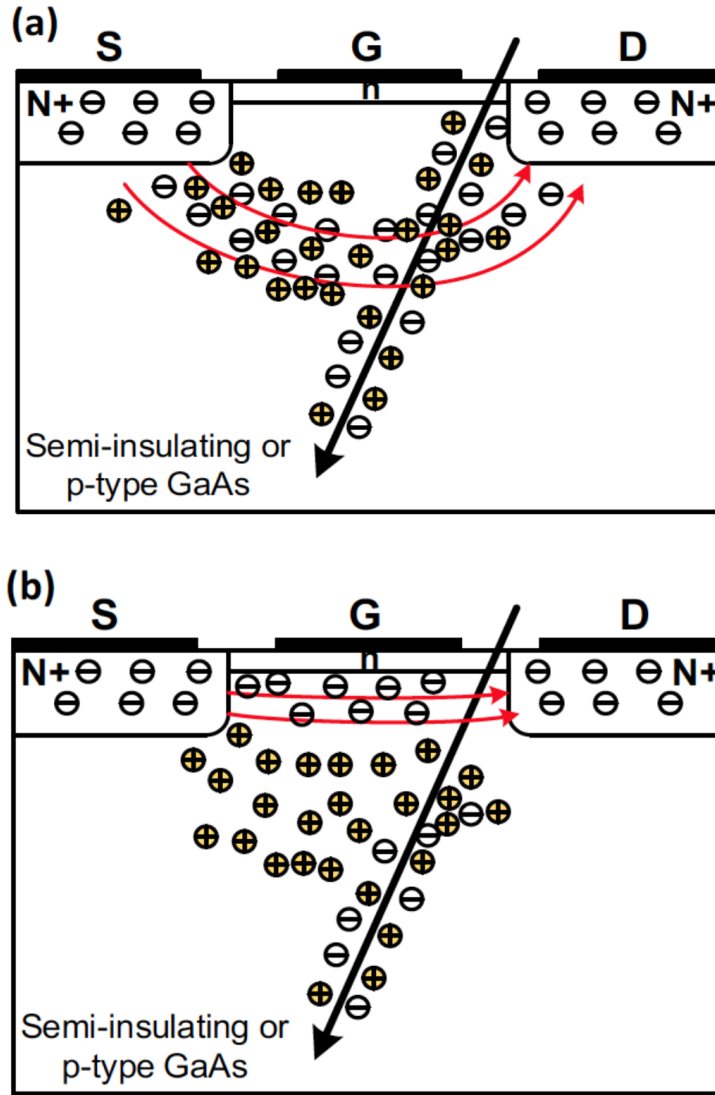 (a)
S G D
n
N+ N+
Semi-insulating or
p-type GaAs
(b)
S G D
n
N+ N+
Semi-insulating or
p-type GaAs